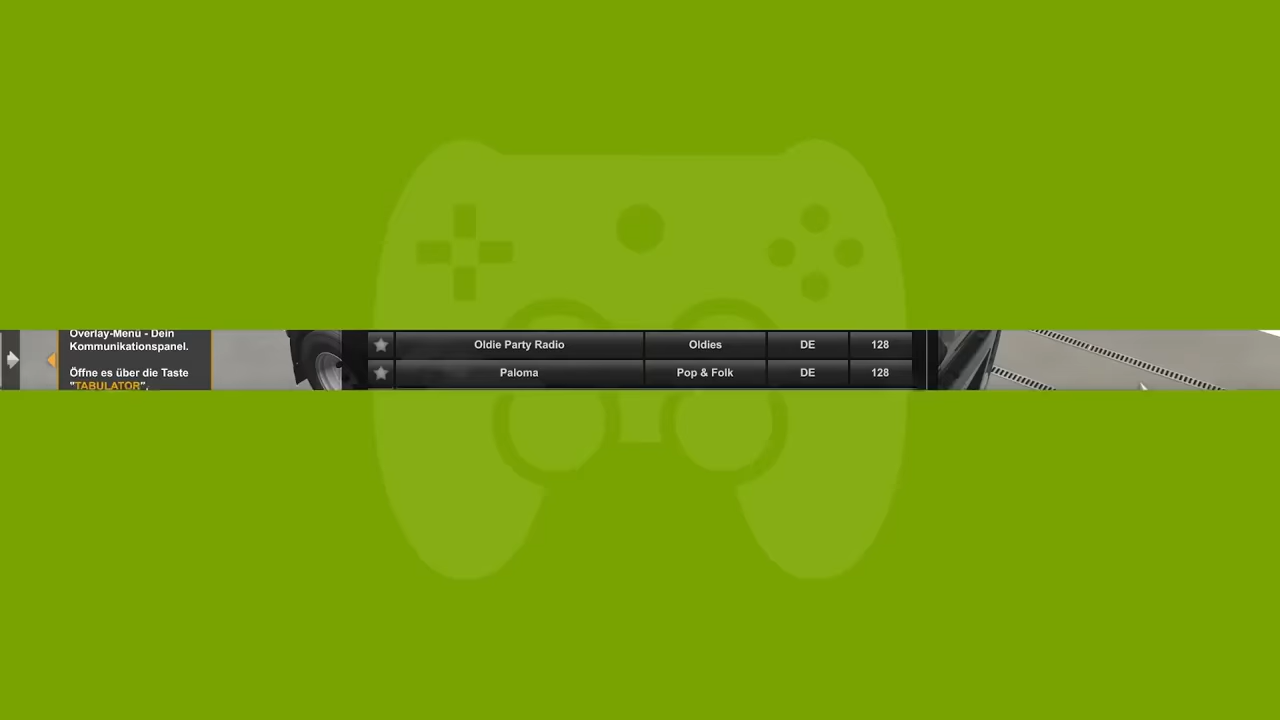 Overlay-Menü - Dein
Kommunikationspanel.
Öffne es über die Taste
"TABULATOR".
Oldie Party Radio Oldies DE 128
Paloma Pop & Folk DE 128